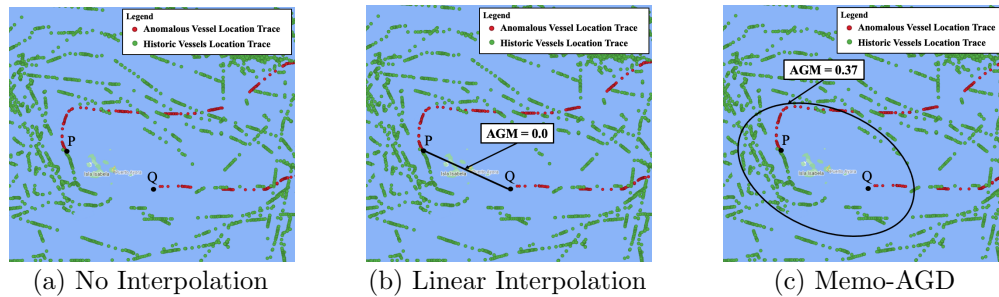 Legend
Anomalous Vessel Location Trace
Historic Vessels Location Trace
P
Q
(a) No Interpolation
Legend
Anomalous Vessel Location Trace
Historic Vessels Location Trace
AGM = 0.0
P
Q
(b) Linear Interpolation
Legend
Anomalous Vessel Location Trace
Historic Vessels Location Trace
AGM = 0.37
P
Q
(c) Memo-AGD